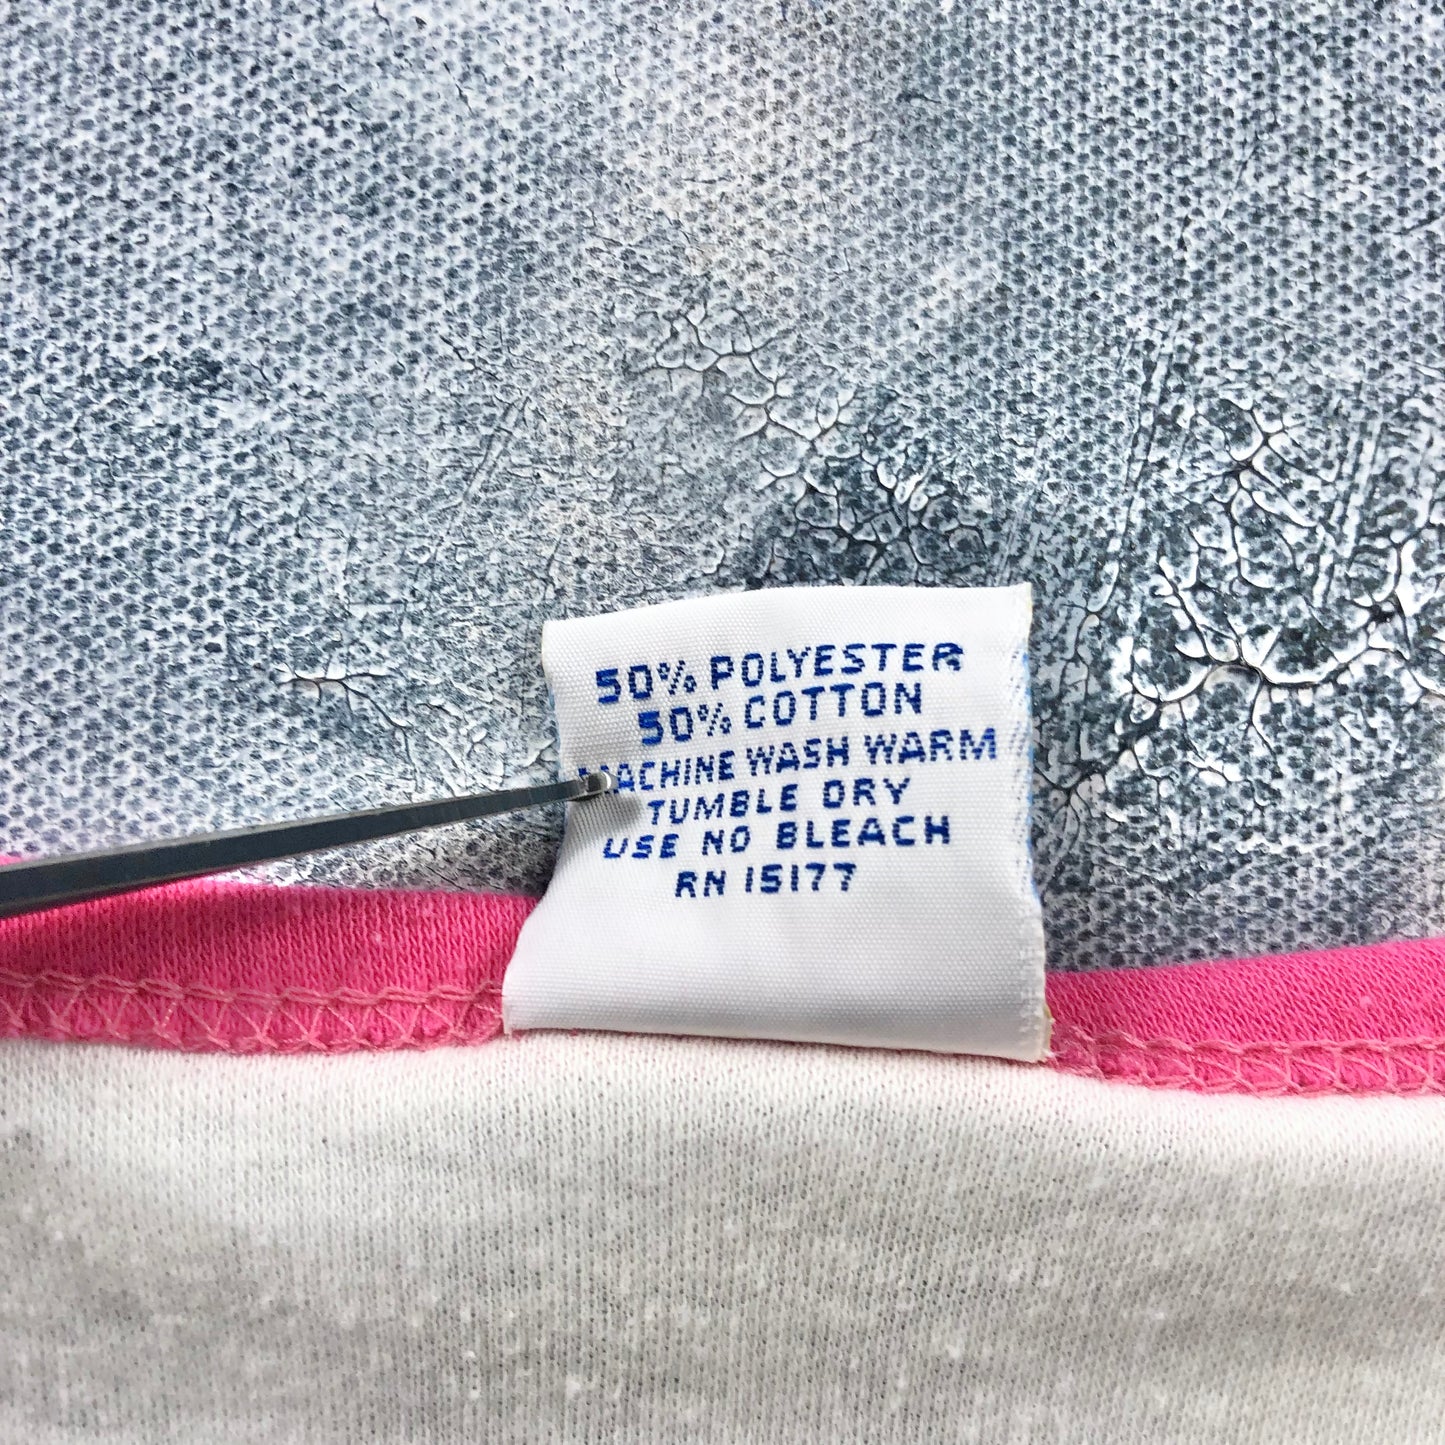 50% POLYESTER
50% COTTON
MACHINE WASH WARM
TUMBLE DRY
USE NO BLEACH
RN 15177